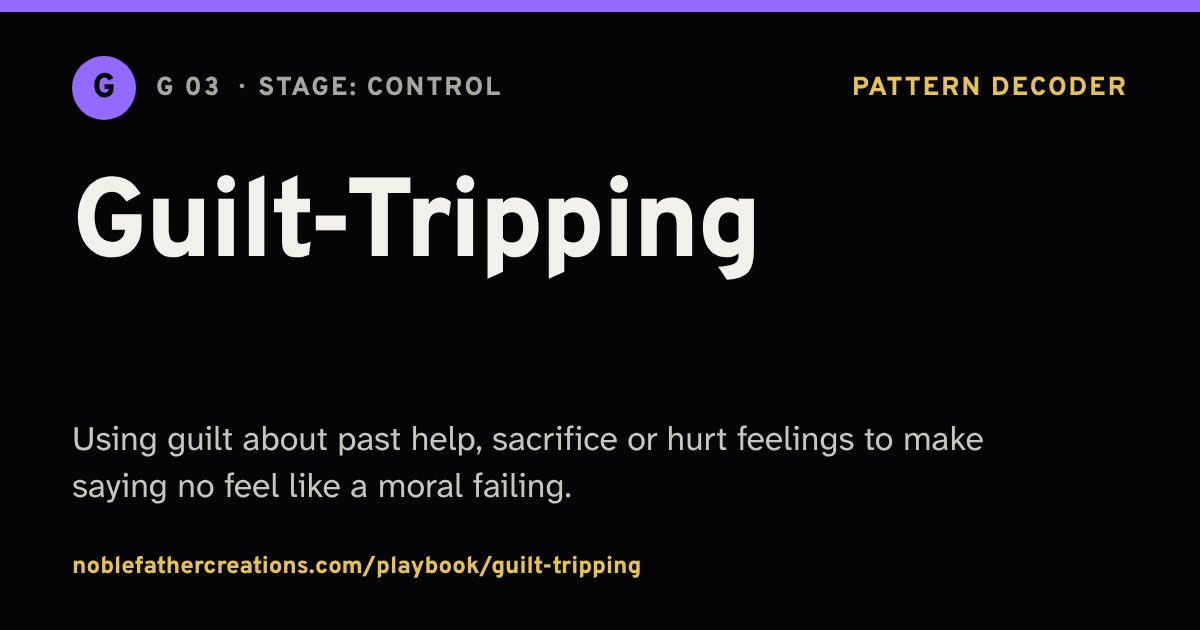 G
G 03 · STAGE: CONTROL
PATTERN DECODER
Guilt-Tripping
Using guilt about past help, sacrifice or hurt feelings to make
saying no feel like a moral failing.
noblefathercreations.com/playbook/guilt-tripping